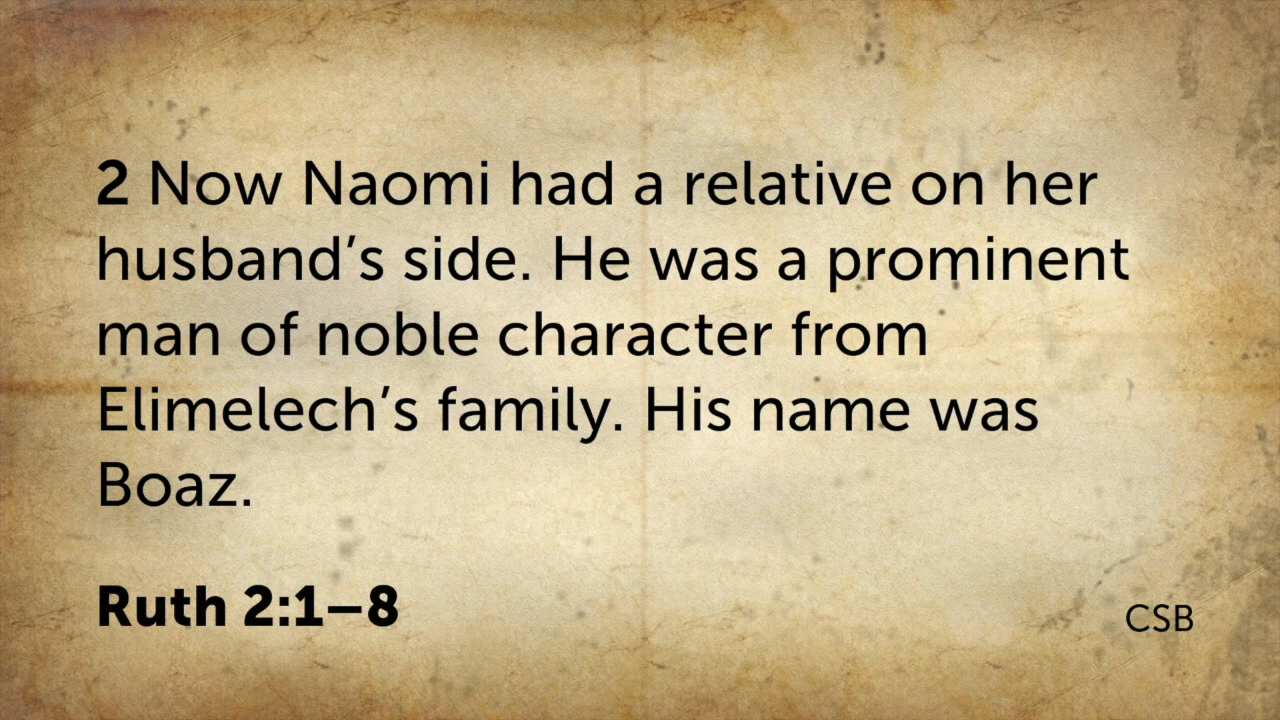 2 Now Naomi had a relative on her
husband’s side. He was a prominent
man of noble character from
Elimelech’s family. His name was
Boaz.
Ruth 2:1–8
CSB